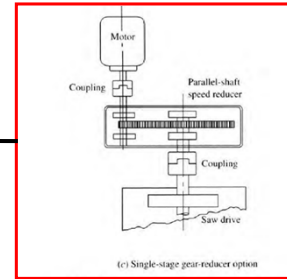 Motor
Coupling
Parallel-shaft
speed reducer
Coupling
Saw drive
(c) Single-stage gear-reducer option